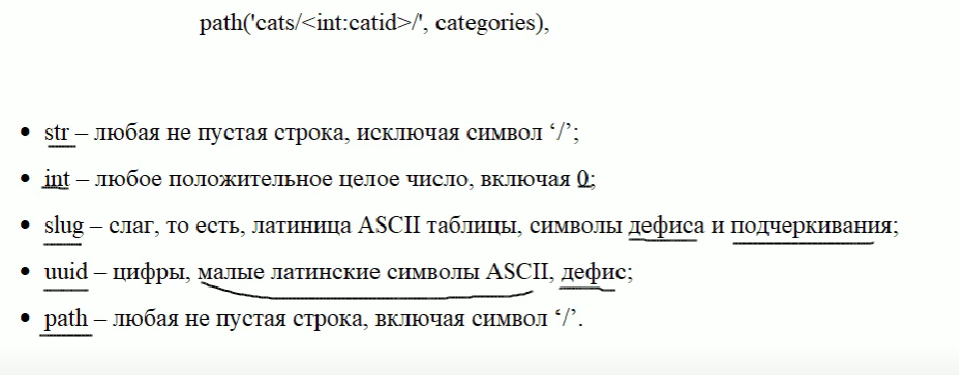 path('cats/<int:catid>/', categories),
• str – любая не пустая строка, исключая символ ‘/’;
• int – любое положительное целое число, включая 0;
• slug – слаг, то есть, латиница ASCII таблицы, символы дефиса и подчеркивания;
• uuid – цифры, малые латинские символы ASCII, дефис;
• path – любая не пустая строка, включая символ ‘/’.